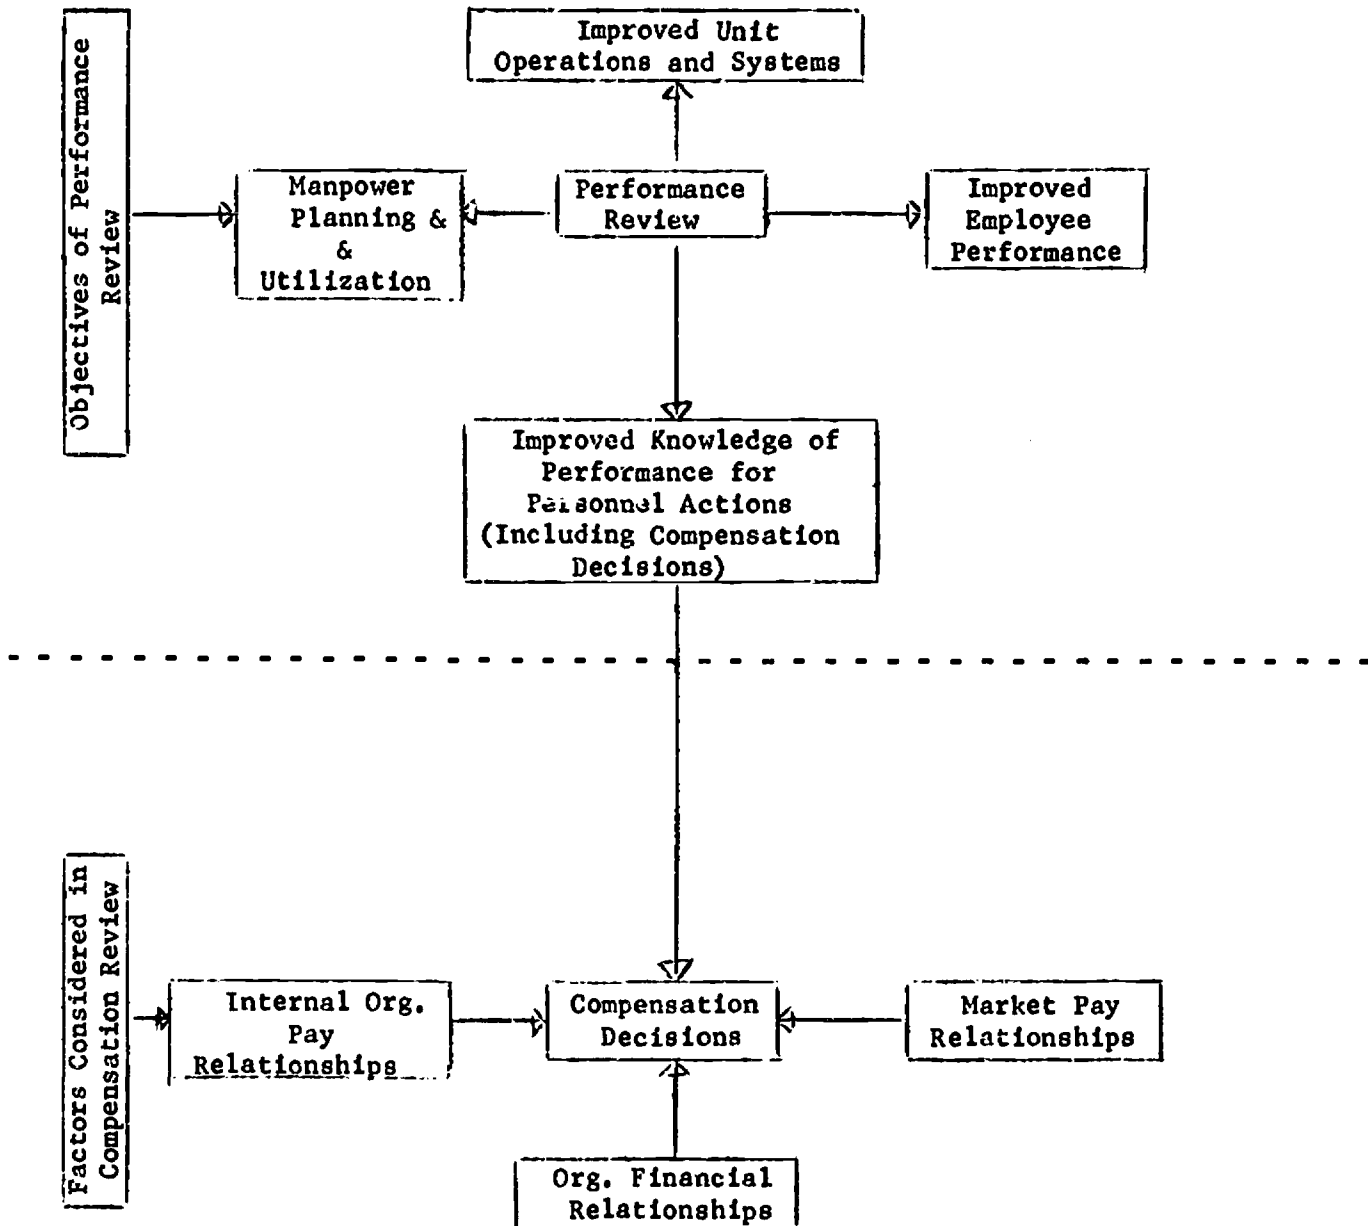 Improved Unit
Operations and Systems
Objectives of Performance
Review
Manpower
Planning &
&
Utilization
Performance
Review
Improved
Employee
Performance
Improved Knowledge of
Performance for
Personnel Actions
(Including Compensation
Decisions)
Factors Considered in
Compensation Review
Internal Org.
Pay
Relationships
Compensation
Decisions
Market Pay
Relationships
Org. Financial
Relationships